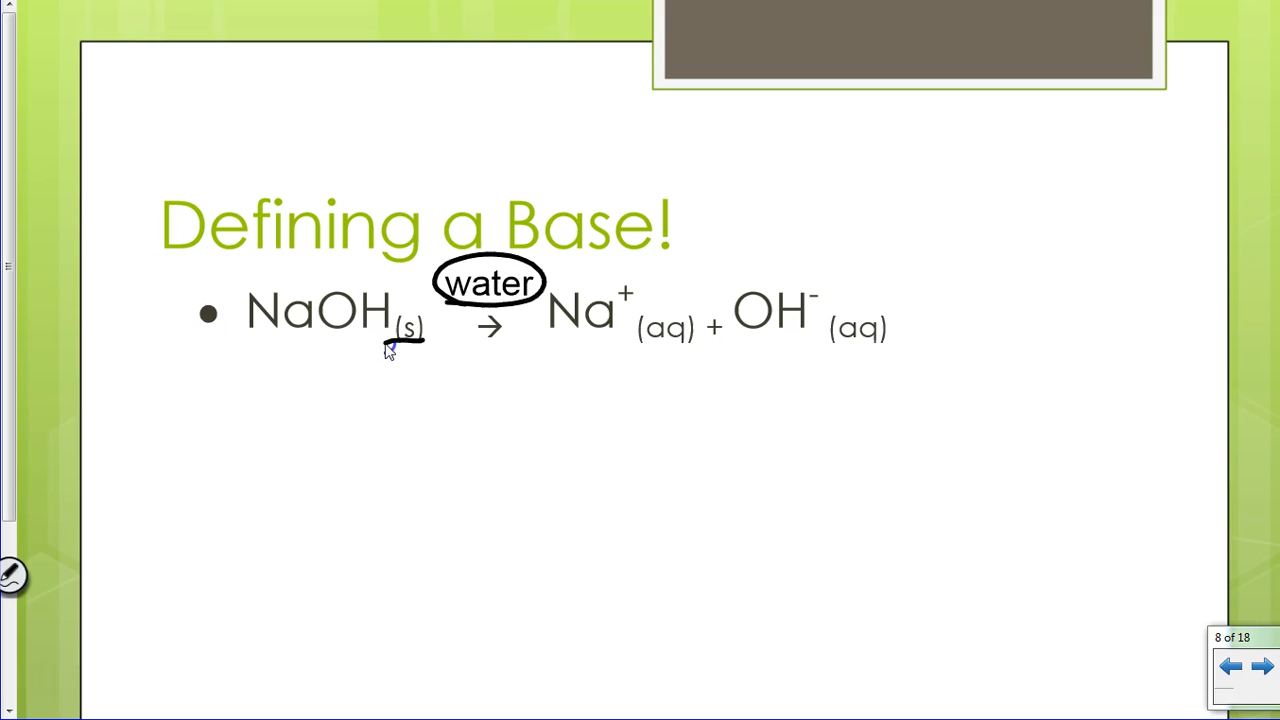 Defining a Base!
water
● NaOH(s) → Na⁺(aq) + OH⁻ (aq)
8 of 18